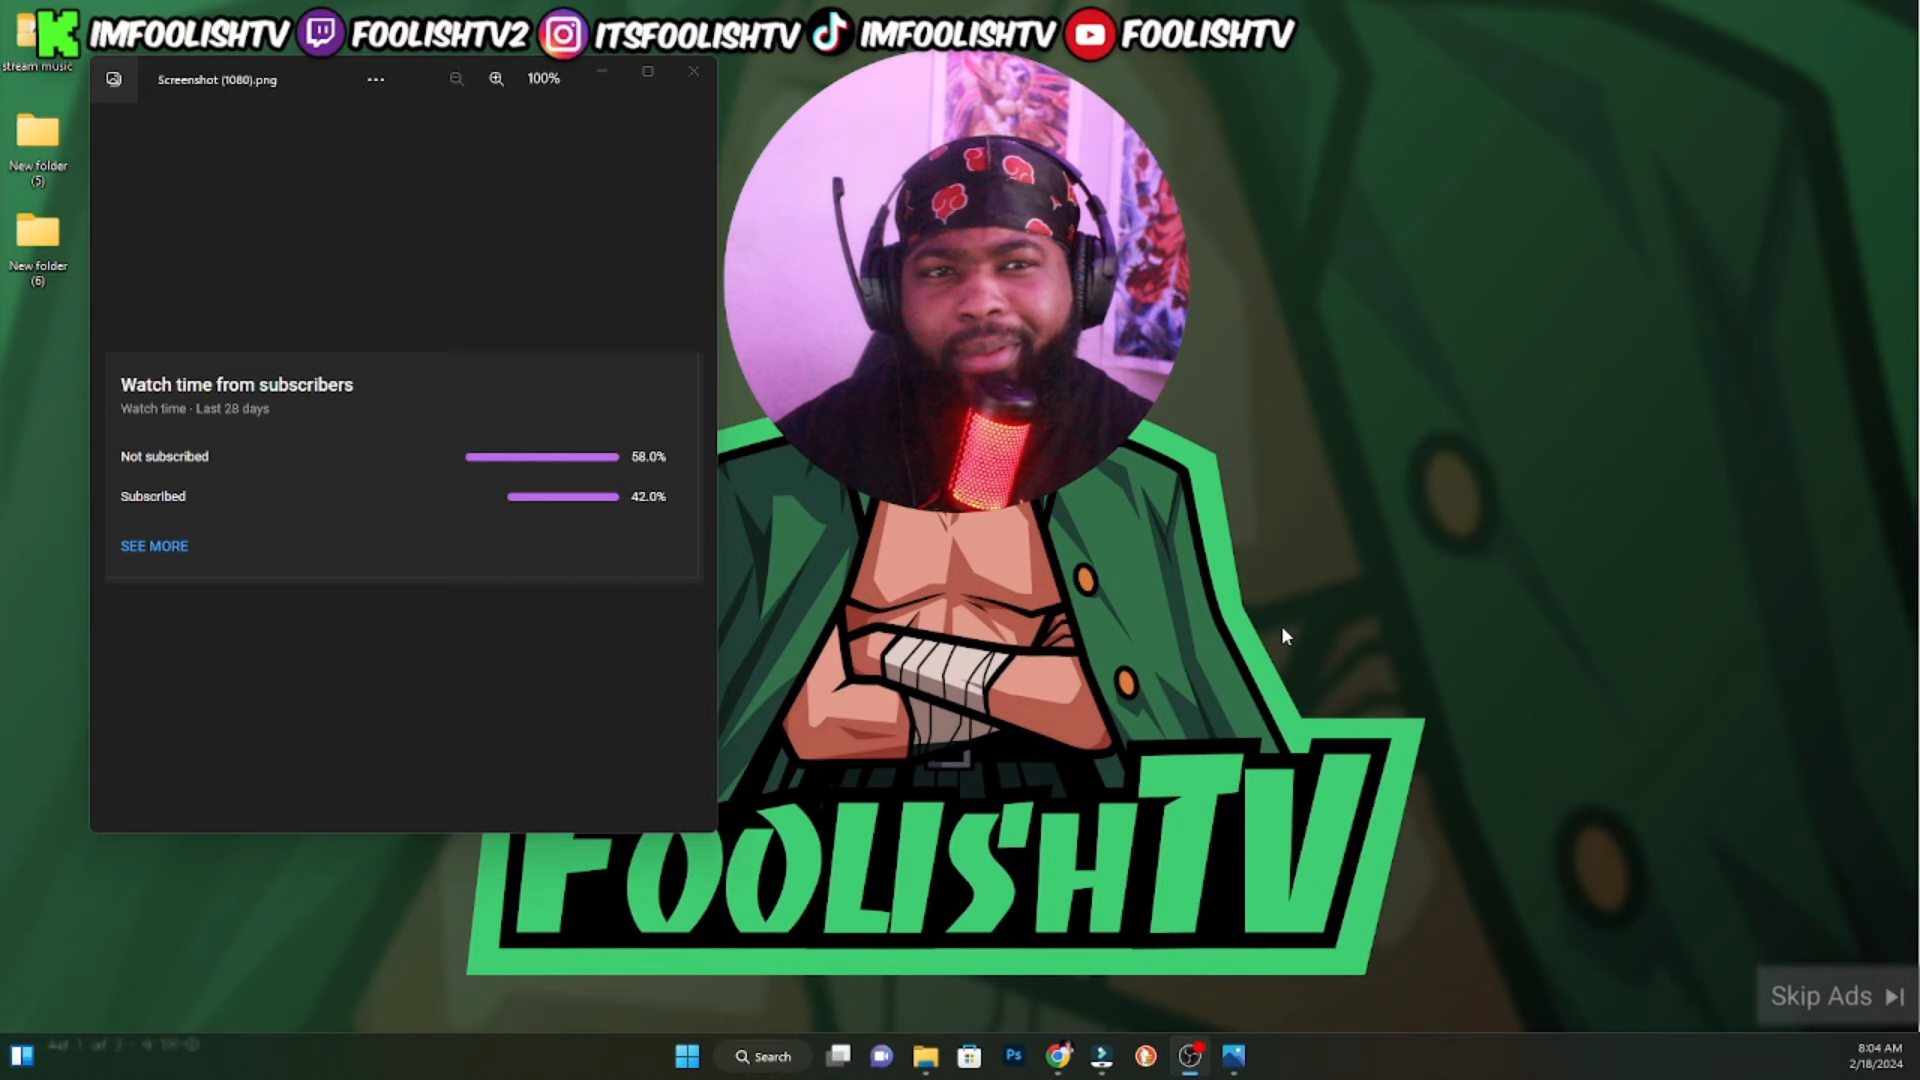 IMFOOLISHTV FOOLISHTV2 ITSFOOLISHTV IMFOOLISHTV FOOLISHTV
stream music
Screenshot (1080).png
100%
New folder
(5)
New folder
(6)
Watch time from subscribers
Watch time · Last 28 days
Not subscribed 58.0%
Subscribed 42.0%
SEE MORE
FOOLISHTV
Skip Ads
Search
Ps
8:04 AM
2/18/2024